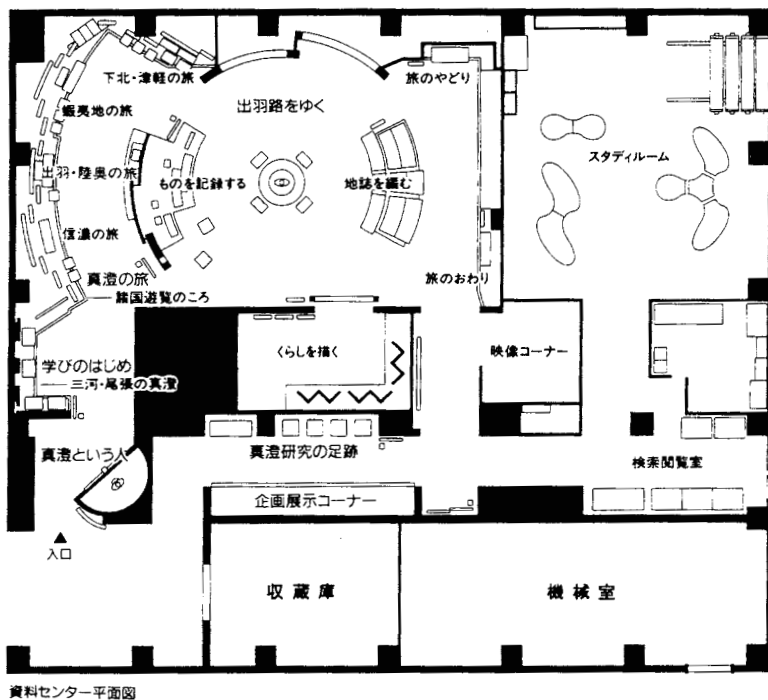 下北・津軽の旅
旅のやどり
出羽路をゆく
蝦夷地の旅
スタディルーム
出羽・陸奥の旅
ものを記録する
地誌を編む
信濃の旅
真澄の旅
旅のおわり
諸国遊覧のころ
くらしを描く
映像コーナー
学びのはじめ
三河・尾張の真澄
真澄という人
真澄研究の足跡
検索閲覧室
企画展示コーナー
▲
入口
収蔵庫
機械室
資料センター平面図